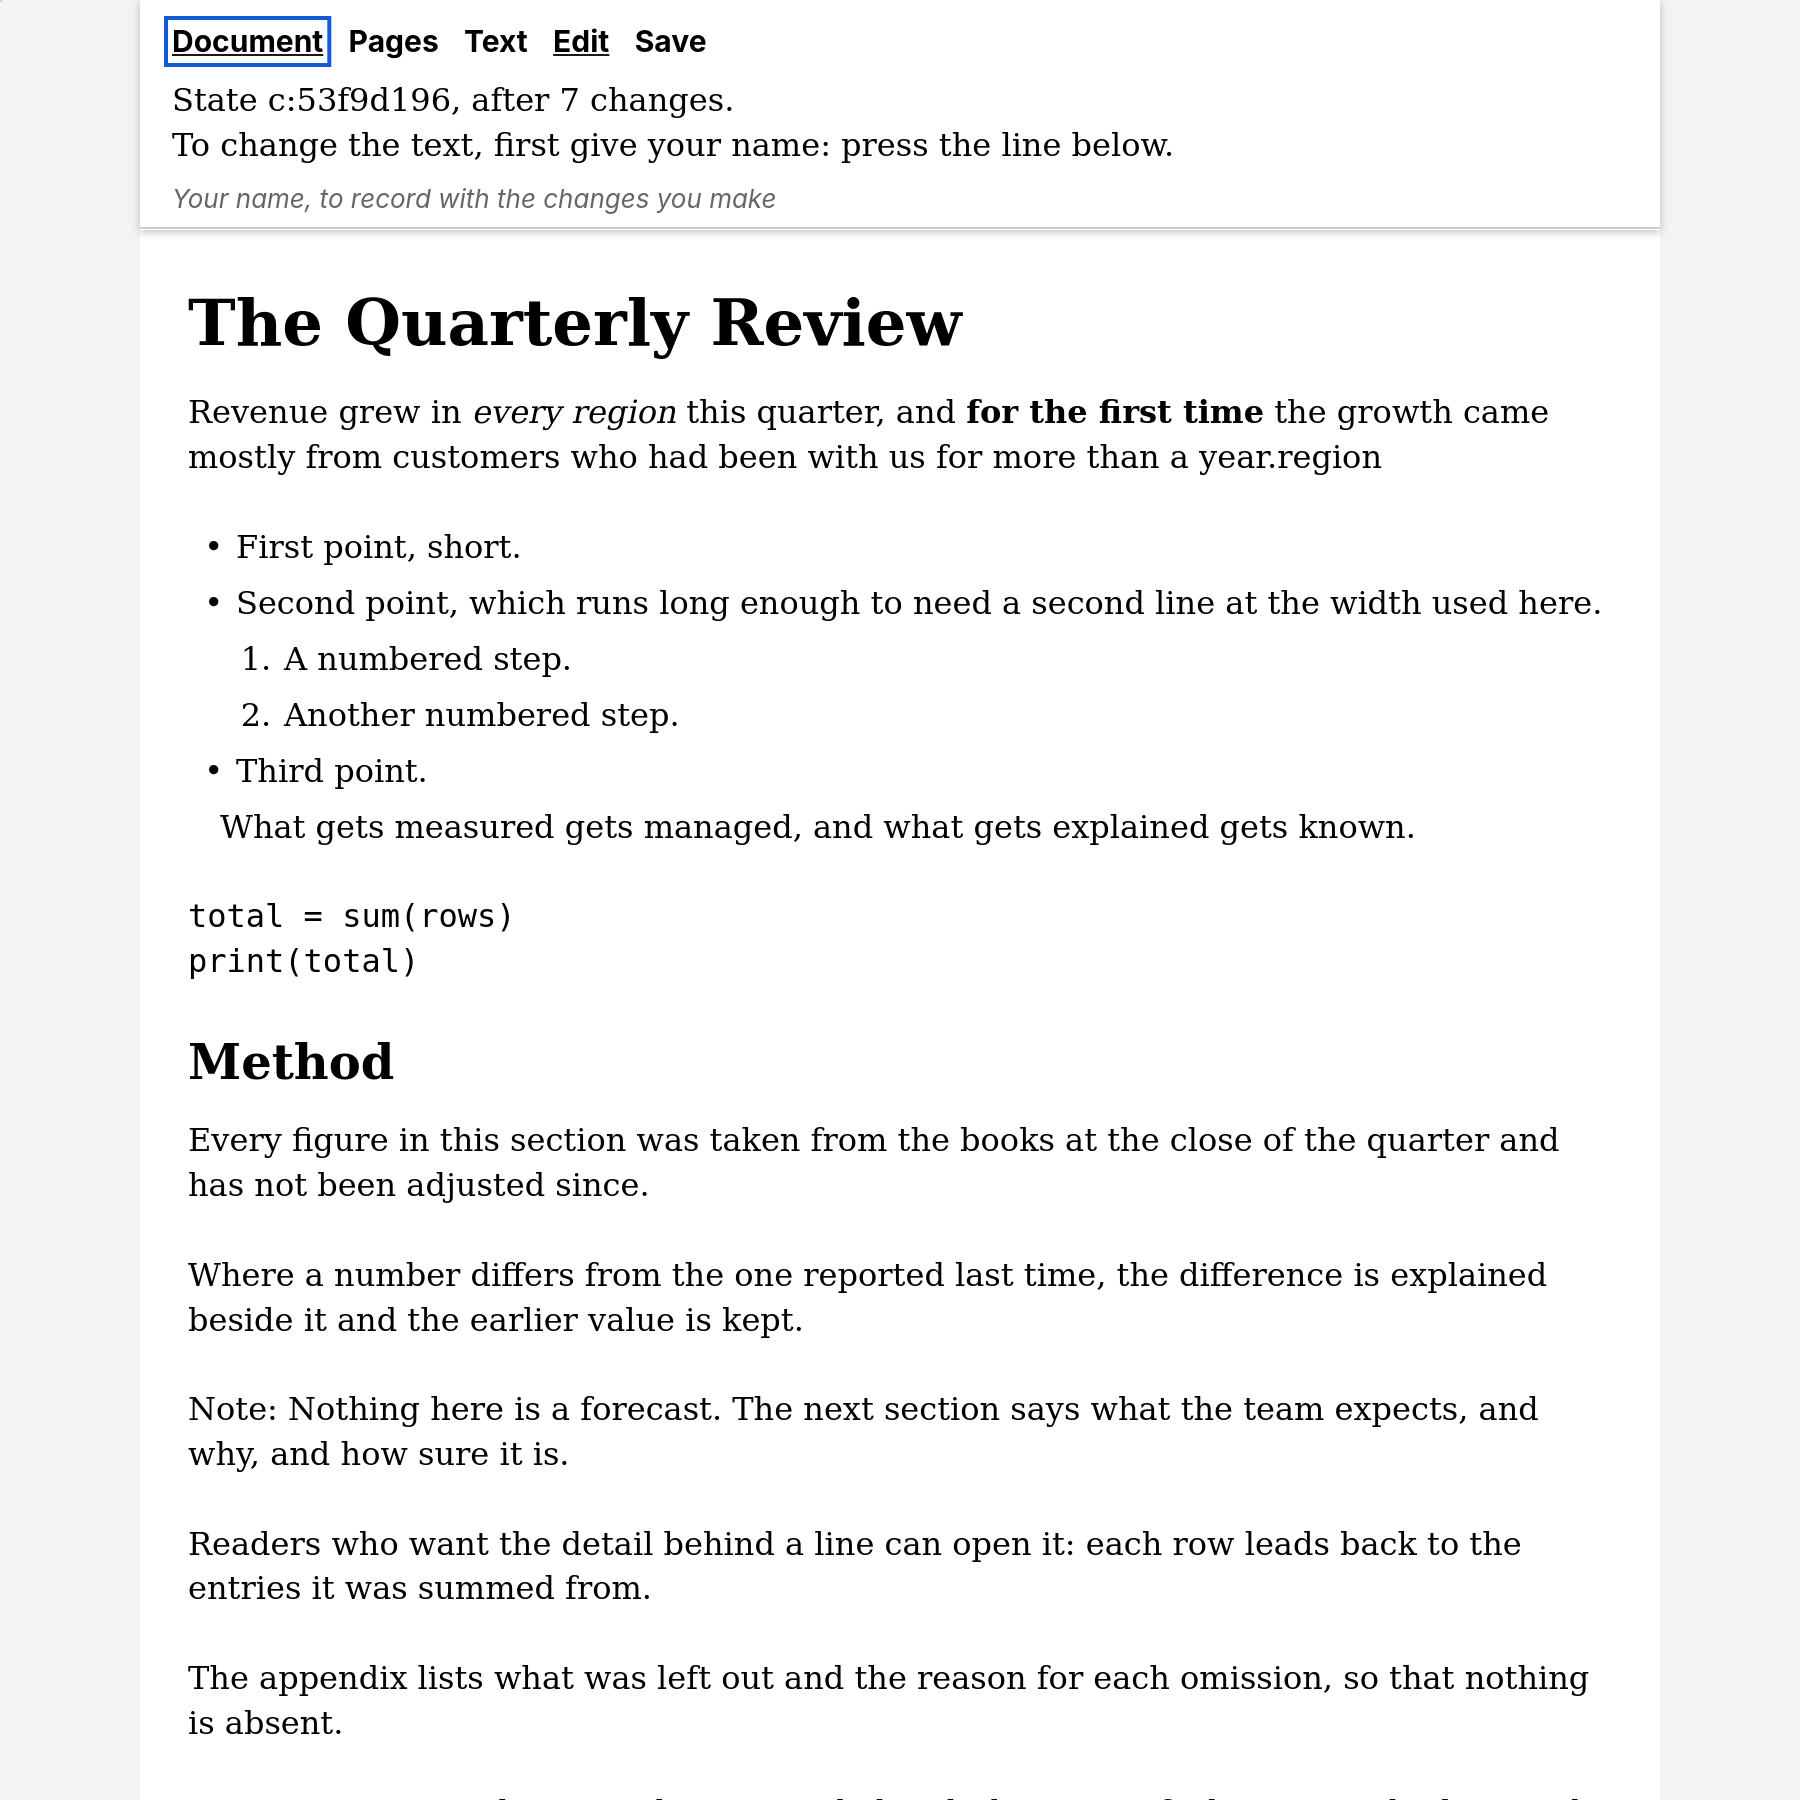 Document Pages Text Edit Save
State c:53f9d196, after 7 changes.
To change the text, first give your name: press the line below.
Your name, to record with the changes you make
The Quarterly Review
Revenue grew in every region this quarter, and for the first time the growth came
mostly from customers who had been with us for more than a year.region
• First point, short.
• Second point, which runs long enough to need a second line at the width used here.
1. A numbered step.
2. Another numbered step.
• Third point.
What gets measured gets managed, and what gets explained gets known.
total = sum(rows)
print(total)
Method
Every figure in this section was taken from the books at the close of the quarter and
has not been adjusted since.
Where a number differs from the one reported last time, the difference is explained
beside it and the earlier value is kept.
Note: Nothing here is a forecast. The next section says what the team expects, and
why, and how sure it is.
Readers who want the detail behind a line can open it: each row leads back to the
entries it was summed from.
The appendix lists what was left out and the reason for each omission, so that nothing
is absent.